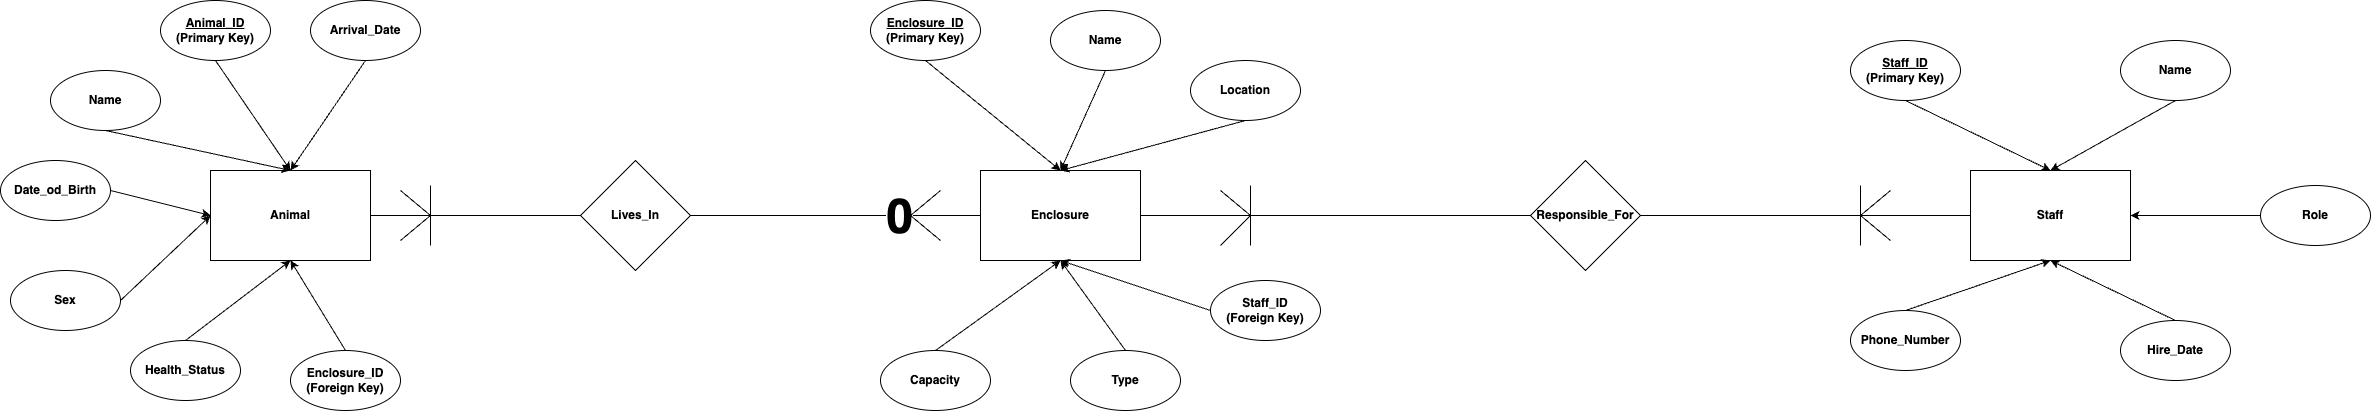 Animal_ID
(Primary Key)
Arrival_Date
Name
Date_od_Birth
Sex
Health_Status
Enclosure_ID
(Foreign Key)
Animal
Lives_In
0
Enclosure_ID
(Primary Key)
Name
Location
Enclosure
Capacity
Type
Staff_ID
(Foreign Key)
Responsible_For
Staff_ID
(Primary Key)
Name
Staff
Role
Phone_Number
Hire_Date